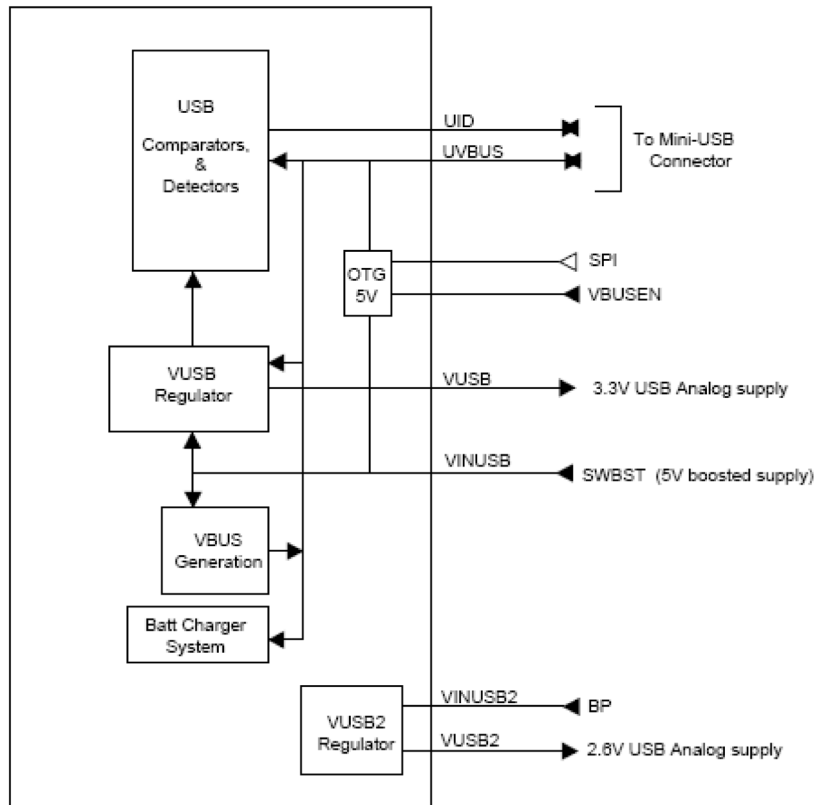 USB
Comparators,
&
Detectors
UID
UVBUS
To Mini-USB
Connector
OTG
5V
SPI
VBUSEN
VUSB
Regulator
VUSB
3.3V USB Analog supply
VINUSB
SWBST (5V boosted supply)
VBUS
Generation
Batt Charger
System
VUSB2
Regulator
VINUSB2
BP
VUSB2
2.6V USB Analog supply